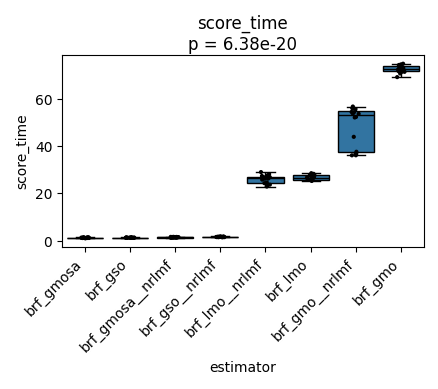 score_time
p = 6.38e-20
score_time
60
40
20
0
brf_gmosa
brf_gso
brf_gmosa__nrlmf
brf_gso__nrlmf
brf_lmo__nrlmf
brf_lmo
brf_gmo__nrlmf
brf_gmo
estimator